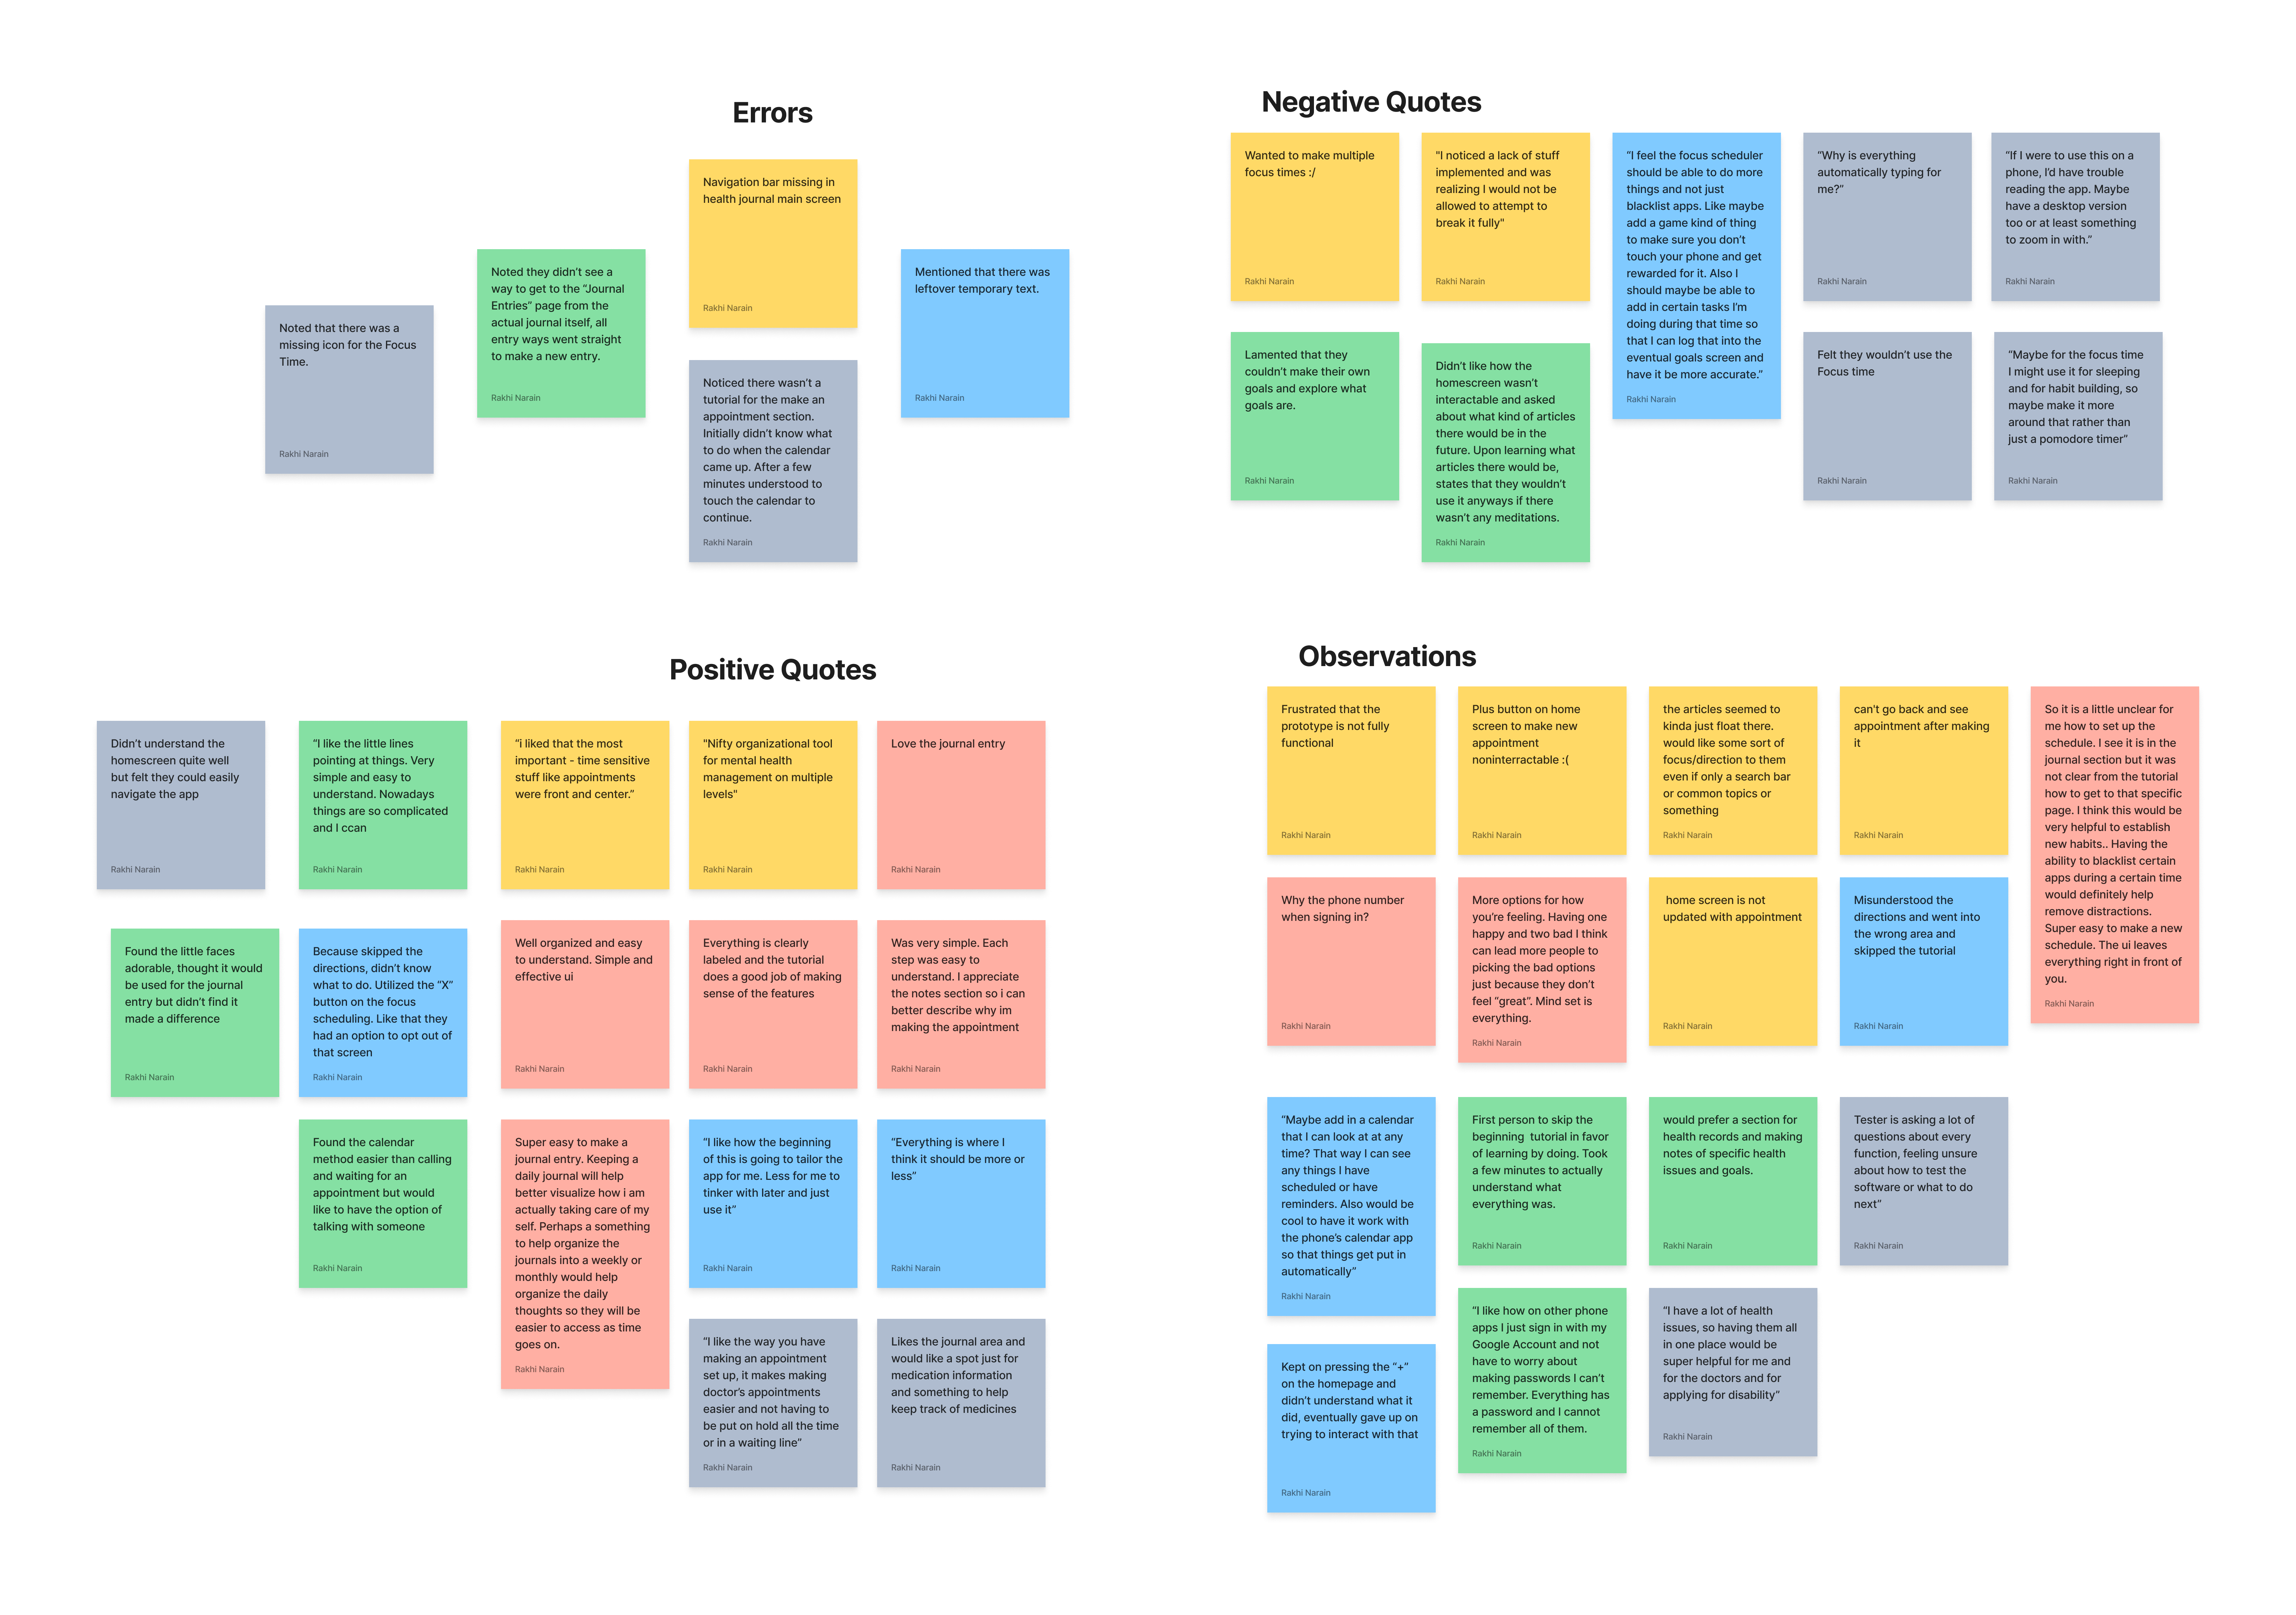 Errors
Navigation bar missing in
health journal main screen
Rakhi Narain
Noted they didn’t see a
way to get to the “Journal
Entries” page from the
actual journal itself, all
entry ways went straight
to make a new entry.
Rakhi Narain
Mentioned that there was
leftover temporary text.
Rakhi Narain
Noted that there was a
missing icon for the Focus
Time.
Rakhi Narain
Noticed there wasn’t a
tutorial for the make an
appointment section.
Initially didn’t know what
to do when the calendar
came up. After a few
minutes understood to
touch the calendar to
continue.
Rakhi Narain
Negative Quotes
Wanted to make multiple
focus times :/
Rakhi Narain
"I noticed a lack of stuff
implemented and was
realizing I would not be
allowed to attempt to
break it fully"
Rakhi Narain
“I feel the focus scheduler
should be able to do more
things and not just
blacklist apps. Like maybe
add a game kind of thing
to make sure you don’t
touch your phone and get
rewarded for it. Also I
should maybe be able to
add in certain tasks I’m
doing during that time so
that I can log that into the
eventual goals screen and
have it be more accurate.”
Rakhi Narain
“Why is everything
automatically typing for
me?”
Rakhi Narain
“If I were to use this on a
phone, I’d have trouble
reading the app. Maybe
have a desktop version
too or at least something
to zoom in with.”
Rakhi Narain
Lamented that they
couldn’t make their own
goals and explore what
goals are.
Rakhi Narain
Didn’t like how the
homescreen wasn’t
interactable and asked
about what kind of articles
there would be in the
future. Upon learning what
articles there would be,
states that they wouldn’t
use it anyways if there
wasn’t any meditations.
Rakhi Narain
Felt they wouldn’t use the
Focus time
Rakhi Narain
“Maybe for the focus time
I might use it for sleeping
and for habit building, so
maybe make it more
around that rather than
just a pomodore timer”
Rakhi Narain
Positive Quotes
Didn’t understand the
homescreen quite well
but felt they could easily
navigate the app
Rakhi Narain
“I like the little lines
pointing at things. Very
simple and easy to
understand. Nowadays
things are so complicated
and I ccan
Rakhi Narain
“i liked that the most
important - time sensitive
stuff like appointments
were front and center.”
Rakhi Narain
"Nifty organizational tool
for mental health
management on multiple
levels"
Rakhi Narain
Love the journal entry
Rakhi Narain
Found the little faces
adorable, thought it would
be used for the journal
entry but didn’t find it
made a difference
Rakhi Narain
Because skipped the
directions, didn’t know
what to do. Utilized the “X”
button on the focus
scheduling. Like that they
had an option to opt out of
that screen
Rakhi Narain
Well organized and easy
to understand. Simple and
effective ui
Rakhi Narain
Everything is clearly
labeled and the tutorial
does a good job of making
sense of the features
Rakhi Narain
Was very simple. Each
step was easy to
understand. I appreciate
the notes section so i can
better describe why im
making the appointment
Rakhi Narain
Found the calendar
method easier than calling
and waiting for an
appointment but would
like to have the option of
talking with someone
Rakhi Narain
Super easy to make a
journal entry. Keeping a
daily journal will help
better visualize how i am
actually taking care of my
self. Perhaps a something
to help organize the
journals into a weekly or
monthly would help
organize the daily
thoughts so they will be
easier to access as time
goes on.
Rakhi Narain
“I like how the beginning
of this is going to tailor the
app for me. Less for me to
tinker with later and just
use it”
Rakhi Narain
“Everything is where I
think it should be more or
less”
Rakhi Narain
“I like the way you have
making an appointment
set up, it makes making
doctor’s appointments
easier and not having to
be put on hold all the time
or in a waiting line”
Rakhi Narain
Likes the journal area and
would like a spot just for
medication information
and something to help
keep track of medicines
Rakhi Narain
Observations
Frustrated that the
prototype is not fully
functional
Rakhi Narain
Plus button on home
screen to make new
appointment
noninterractable :(
Rakhi Narain
the articles seemed to
kinda just float there.
would like some sort of
focus/direction to them
even if only a search bar
or common topics or
something
Rakhi Narain
can't go back and see
appointment after making
it
Rakhi Narain
So it is a little unclear for
me how to set up the
schedule. I see it is in the
journal section but it was
not clear from the tutorial
how to get to that specific
page. I think this would be
very helpful to establish
new habits.. Having the
ability to blacklist certain
apps during a certain time
would definitely help
remove distractions.
Super easy to make a new
schedule. The ui leaves
everything right in front of
you.
Rakhi Narain
Why the phone number
when signing in?
Rakhi Narain
More options for how
you’re feeling. Having one
happy and two bad I think
can lead more people to
picking the bad options
just because they don’t
feel “great”. Mind set is
everything.
Rakhi Narain
home screen is not
updated with appointment
Rakhi Narain
Misunderstood the
directions and went into
the wrong area and
skipped the tutorial
Rakhi Narain
“Maybe add in a calendar
that I can look at at any
time? That way I can see
any things I have
scheduled or have
reminders. Also would be
cool to have it work with
the phone’s calendar app
so that things get put in
automatically”
Rakhi Narain
First person to skip the
beginning tutorial in favor
of learning by doing. Took
a few minutes to actually
understand what
everything was.
Rakhi Narain
would prefer a section for
health records and making
notes of specific health
issues and goals.
Rakhi Narain
Tester is asking a lot of
questions about every
function, feeling unsure
about how to test the
software or what to do
next”
Rakhi Narain
Kept on pressing the “+”
on the homepage and
didn’t understand what it
did, eventually gave up on
trying to interact with that
Rakhi Narain
“I like how on other phone
apps I just sign in with my
Google Account and not
have to worry about
making passwords I can’t
remember. Everything has
a password and I cannot
remember all of them.
Rakhi Narain
“I have a lot of health
issues, so having them all
in one place would be
super helpful for me and
for the doctors and for
applying for disability”
Rakhi Narain